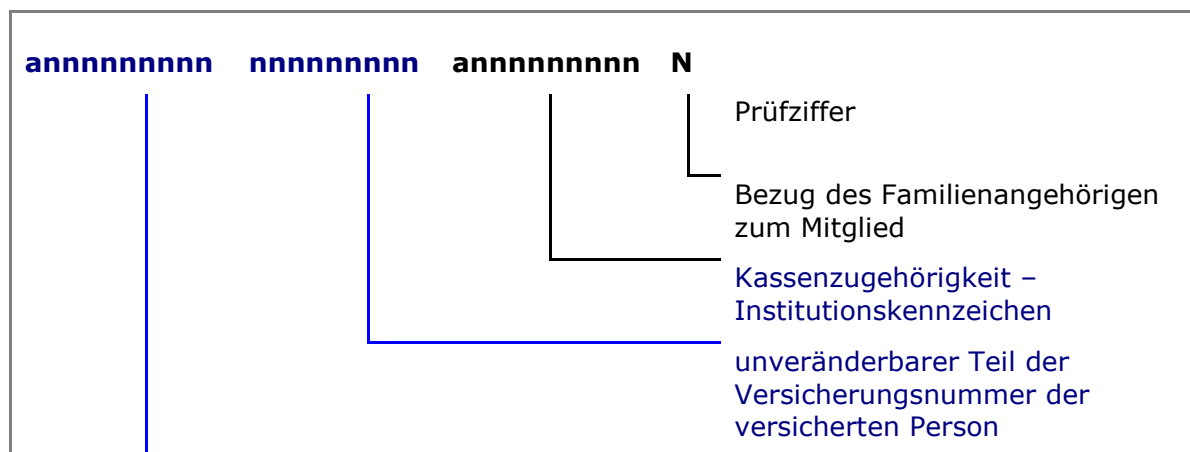 annnnnnnnn nnnnnnnnn annnnnnnnn N
Prüfziffer
Bezug des Familienangehörigen
zum Mitglied
Kassenzugehörigkeit –
Institutionskennzeichen
unveränderbarer Teil der
Versicherungsnummer der
versicherten Person